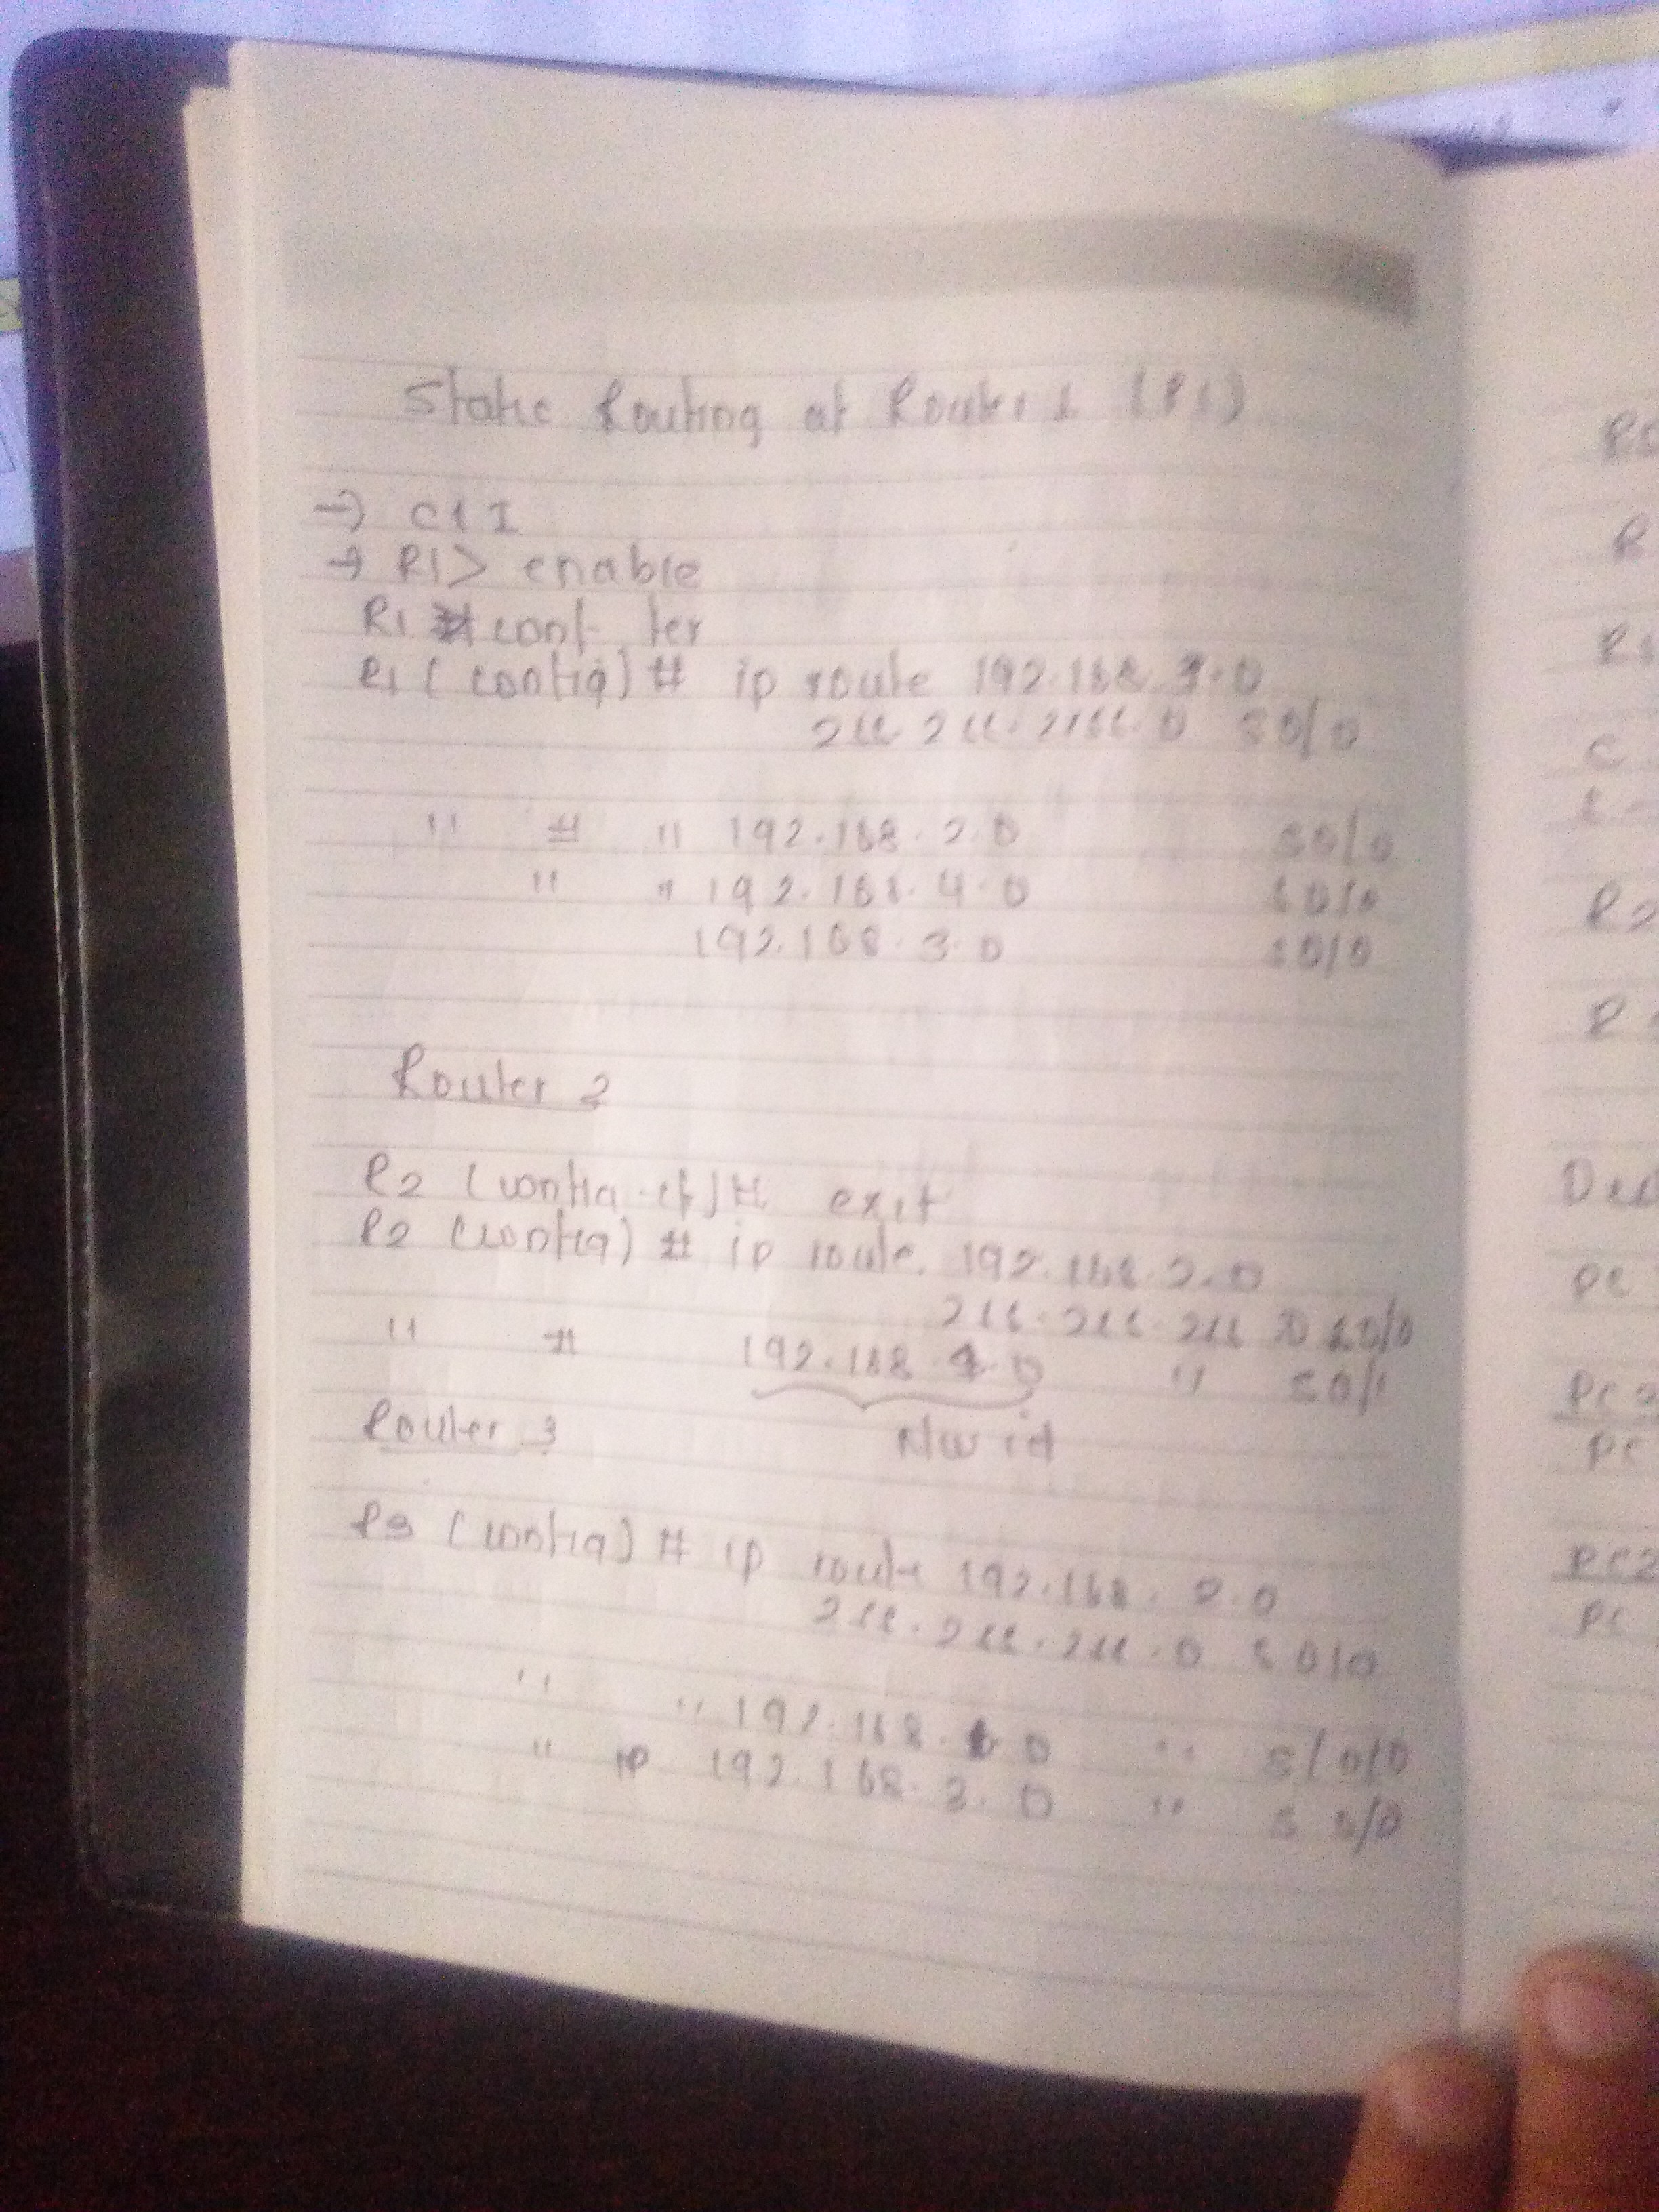 Static Routing at Router 1 (R1)
→ CLI
→ R1> enable
R1 # conf ter
R1 (config) # ip route 192.168.3.0
255.255.255.0 S0/0
" # " 192.168.2.0 S0/0
" " 192.168.4.0 S0/0
192.168.3.0 S0/0
Router 2
R2 (config-if)# exit
R2 (config) # ip route 192.168.2.0
255.255.255.0 S0/0
" # 192.168.4.0 " S0/1
Nw id
Router 3
R3 (config) # ip route 192.168.2.0
255.255.255.0 S0/0
" " 192.168.1.0 " S/0/0
" ip 192.168.3.0 " S 0/0
R
R1
C
R2
R
PC
PC
PC2
PC